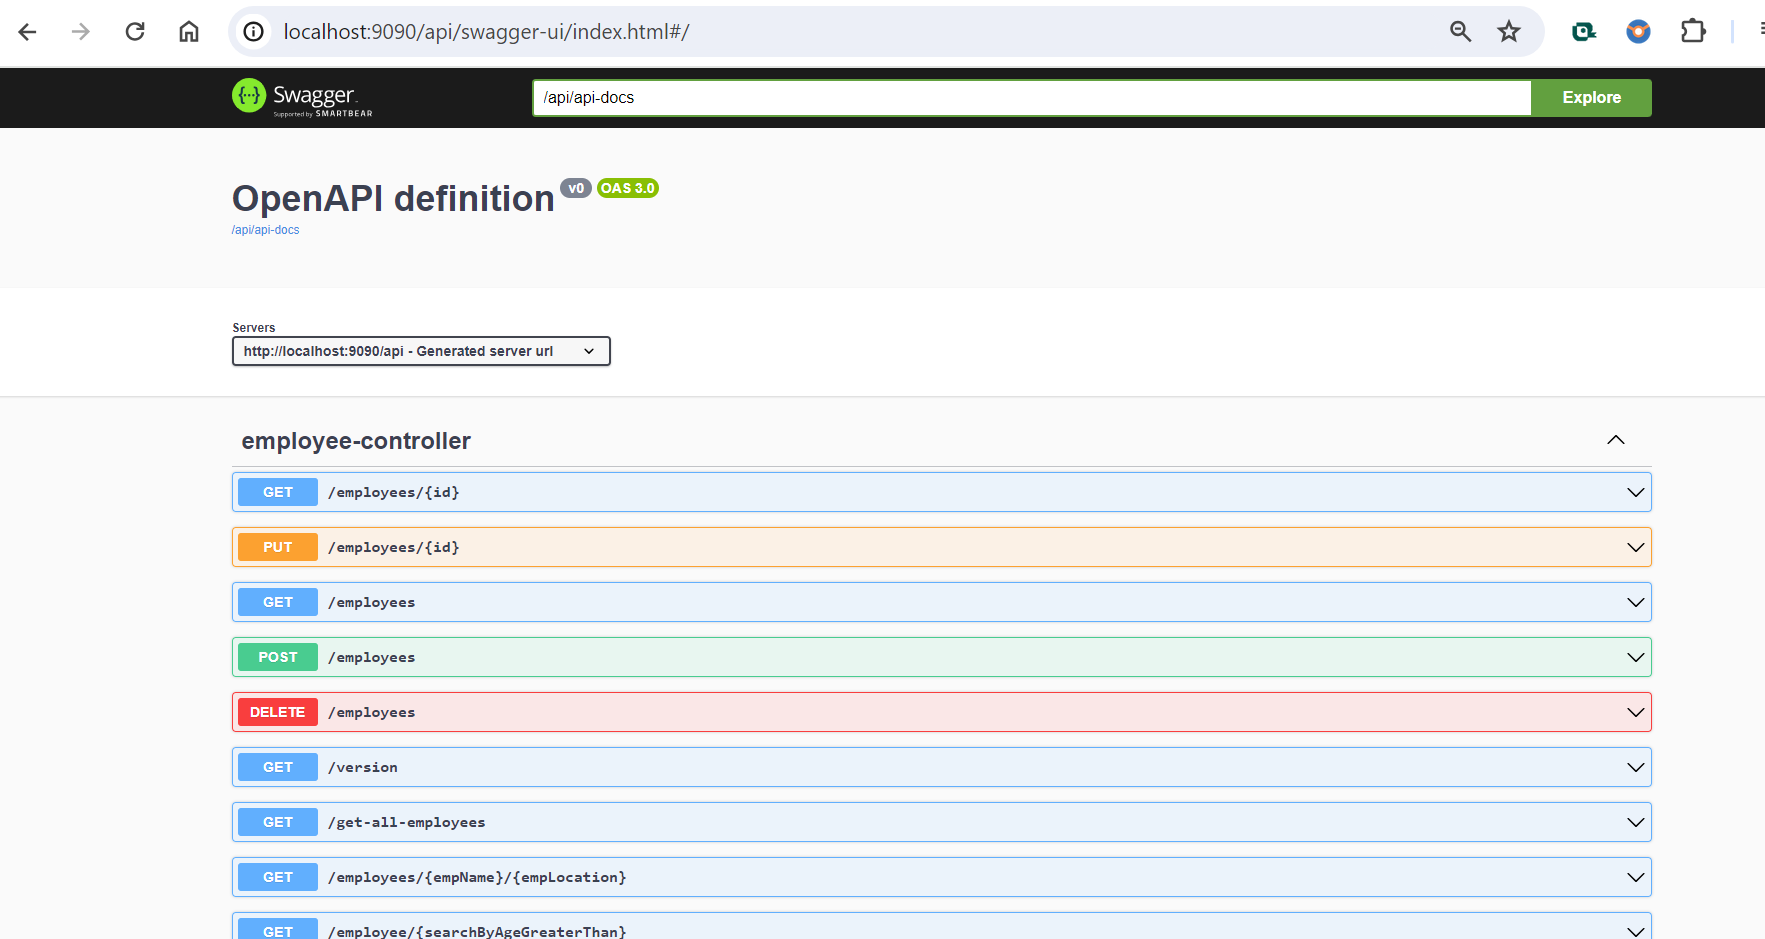 localhost:9090/api/swagger-ui/index.html#/
{···} Swagger
Supported by SMARTBEAR
/api/api-docs
Explore
OpenAPI definition v0 OAS 3.0
/api/api-docs
Servers
http://localhost:9090/api - Generated server url
employee-controller
GET /employees/{id}
PUT /employees/{id}
GET /employees
POST /employees
DELETE /employees
GET /version
GET /get-all-employees
GET /employees/{empName}/{empLocation}
GET /employee/{searchByAgeGreaterThan}